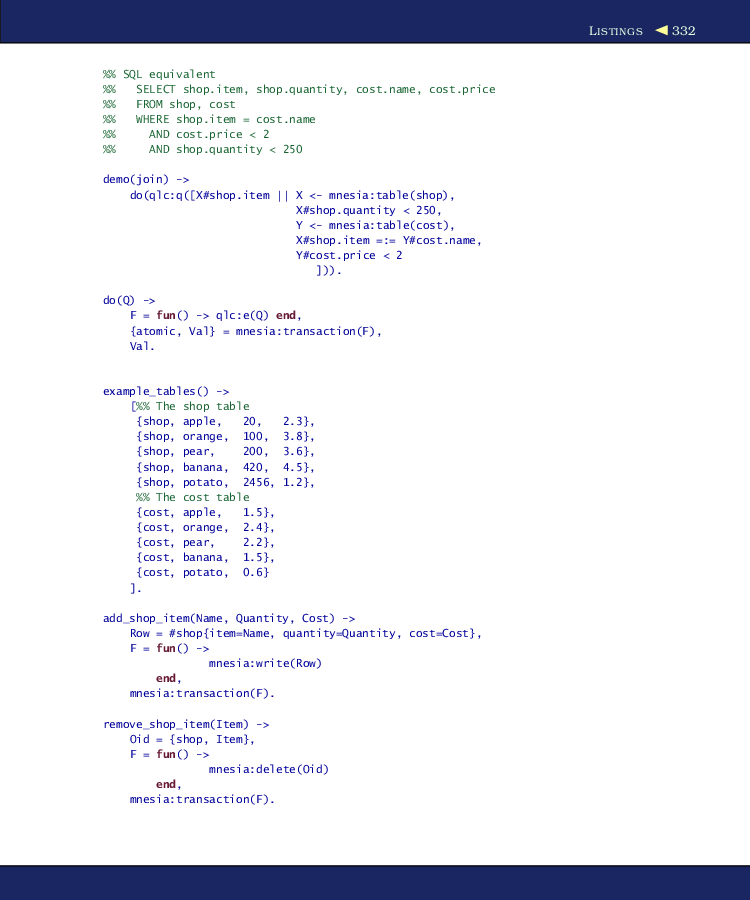 LISTINGS ◀ 332
%% SQL equivalent
%%   SELECT shop.item, shop.quantity, cost.name, cost.price
%%   FROM shop, cost
%%   WHERE shop.item = cost.name
%%     AND cost.price < 2
%%     AND shop.quantity < 250
demo(join) ->
    do(qlc:q([X#shop.item || X <- mnesia:table(shop),
                             X#shop.quantity < 250,
                             Y <- mnesia:table(cost),
                             X#shop.item =:= Y#cost.name,
                             Y#cost.price < 2
                                ])).
do(Q) ->
    F = fun() -> qlc:e(Q) end,
    {atomic, Val} = mnesia:transaction(F),
    Val.
example_tables() ->
    [%% The shop table
     {shop, apple,   20,   2.3},
     {shop, orange,  100,  3.8},
     {shop, pear,    200,  3.6},
     {shop, banana,  420,  4.5},
     {shop, potato,  2456, 1.2},
     %% The cost table
     {cost, apple,   1.5},
     {cost, orange,  2.4},
     {cost, pear,    2.2},
     {cost, banana,  1.5},
     {cost, potato,  0.6}
    ].
add_shop_item(Name, Quantity, Cost) ->
    Row = #shop{item=Name, quantity=Quantity, cost=Cost},
    F = fun() ->
                mnesia:write(Row)
        end,
    mnesia:transaction(F).
remove_shop_item(Item) ->
    Oid = {shop, Item},
    F = fun() ->
                mnesia:delete(Oid)
        end,
    mnesia:transaction(F).